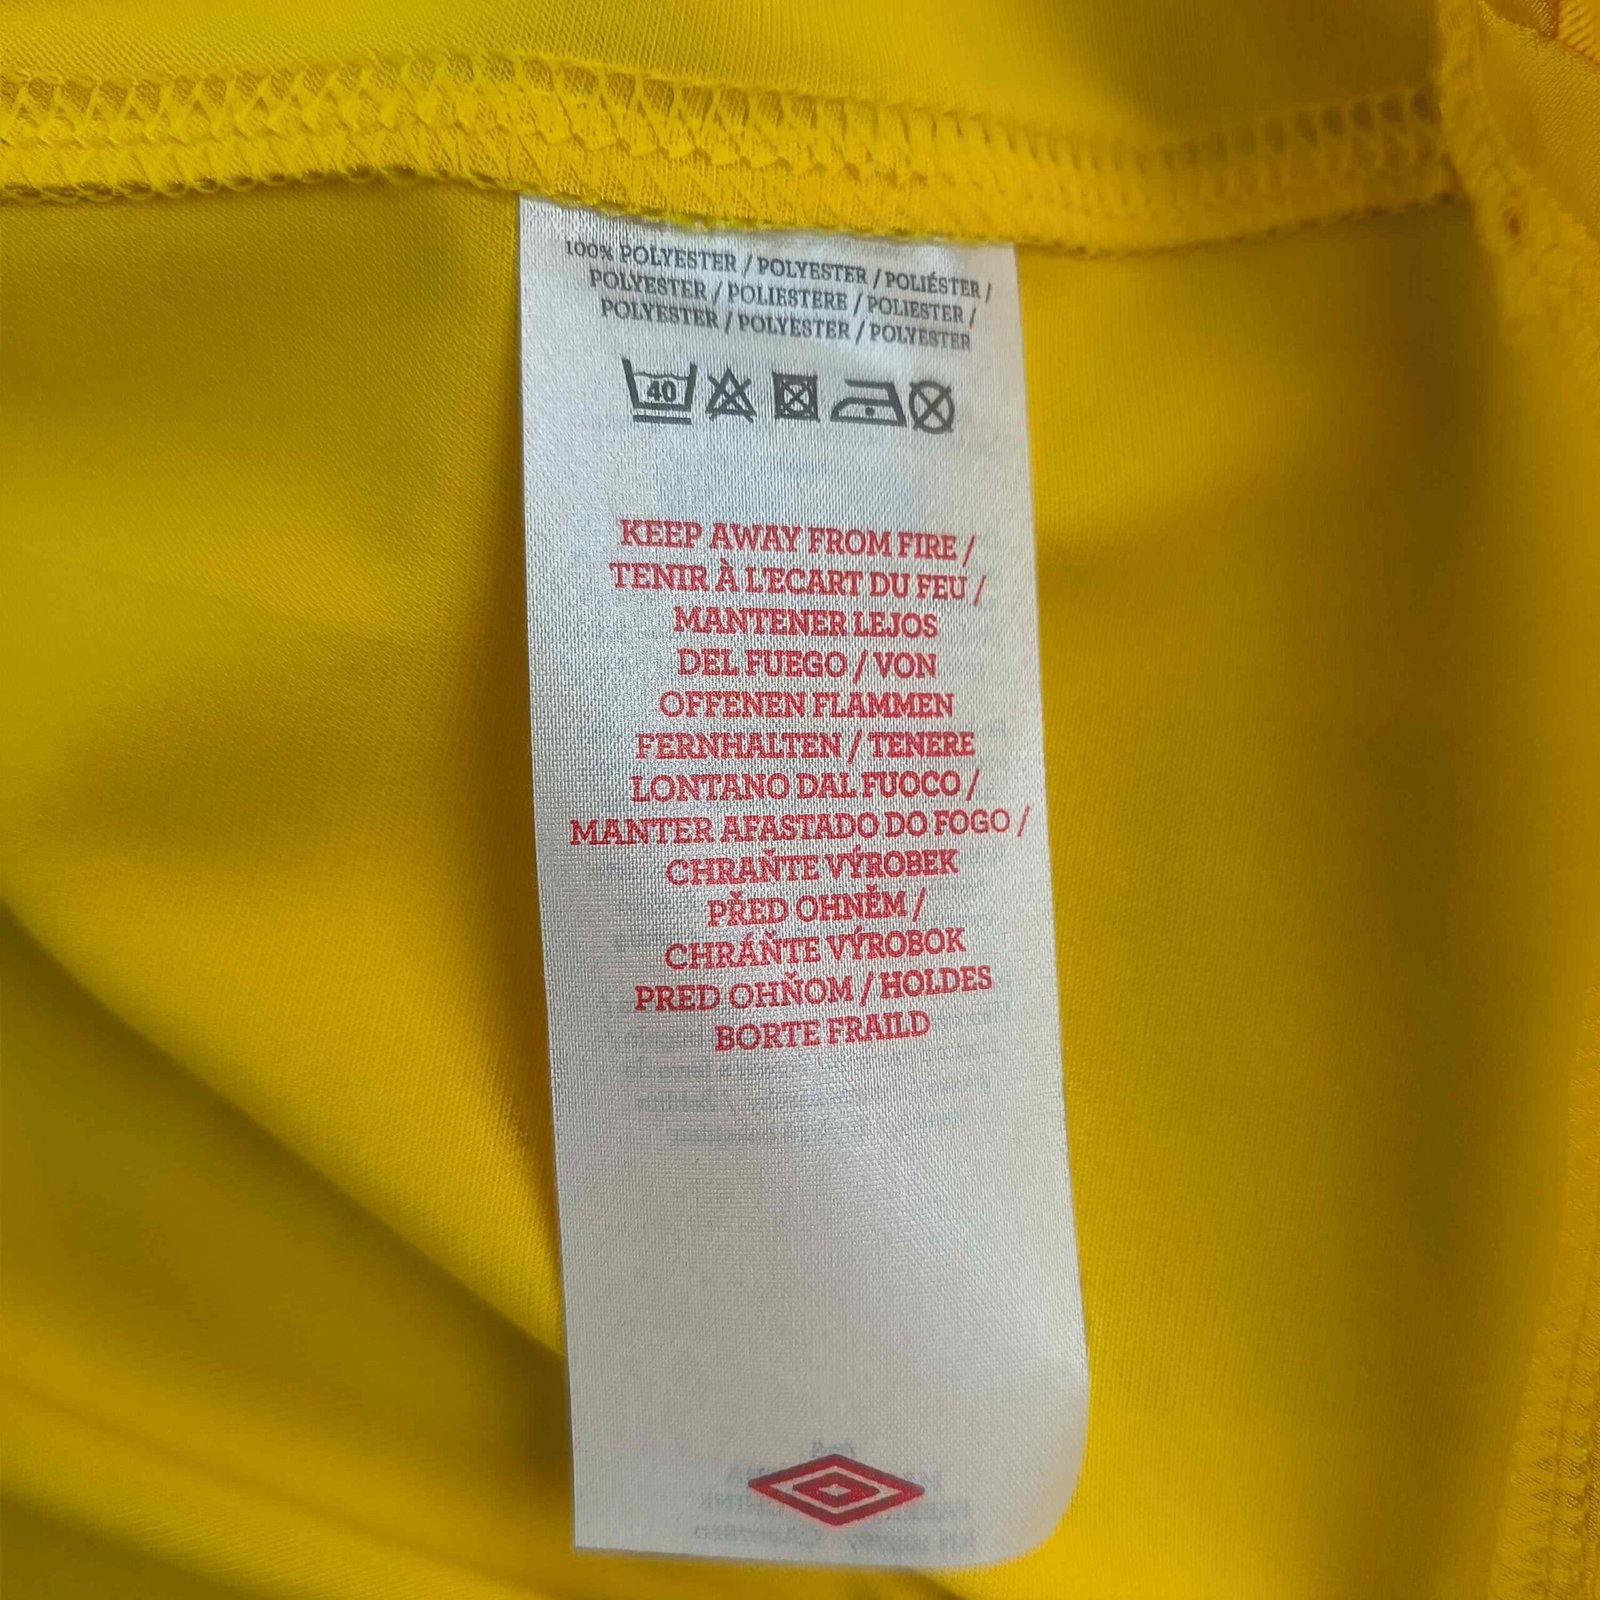 100% POLYESTER / POLYESTER / POLIÉSTER /
POLYESTER / POLIESTERE / POLIESTER /
POLYESTER / POLYESTER / POLYESTER
40
KEEP AWAY FROM FIRE /
TENIR À L'ECART DU FEU /
MANTENER LEJOS
DEL FUEGO / VON
OFFENEN FLAMMEN
FERNHALTEN / TENERE
LONTANO DAL FUOCO /
MANTER AFASTADO DO FOGO /
CHRAŇTE VÝROBEK
PŘED OHNĚM /
CHRÁŇTE VÝROBOK
PRED OHŇOM / HOLDES
BORTE FRA ILD